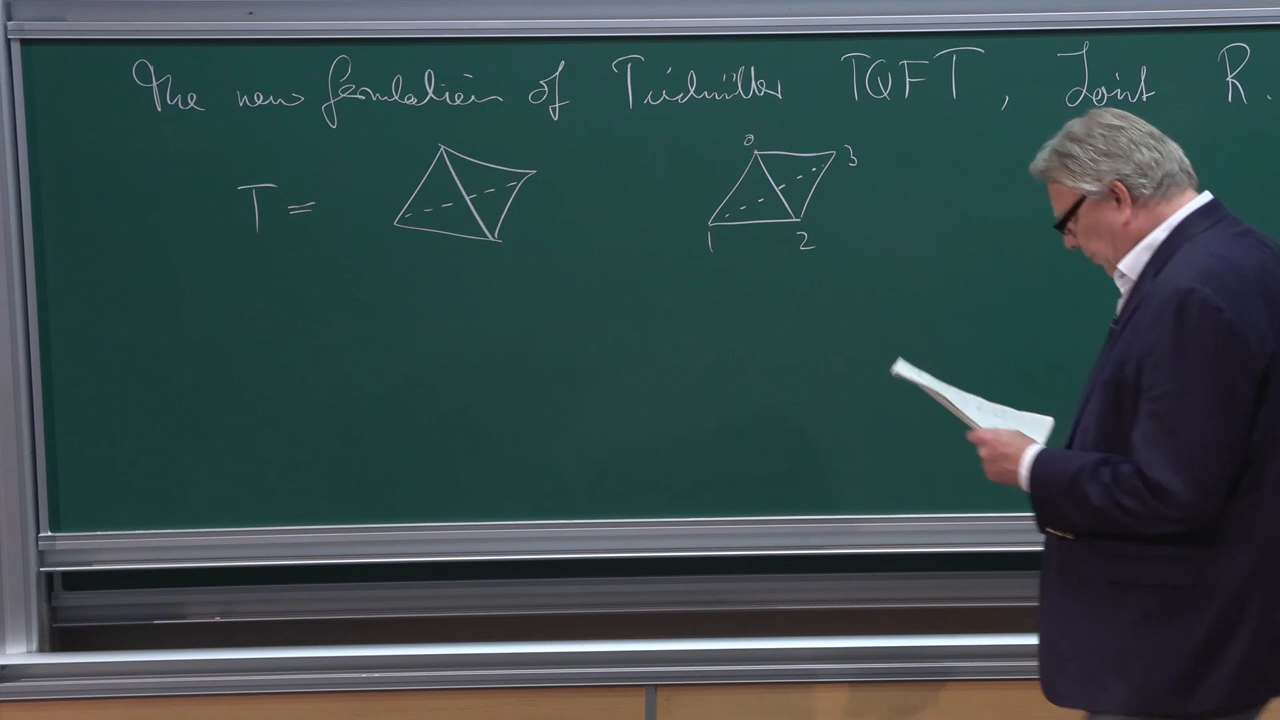 The new formulation of Teichmüller TQFT, Joint R.
T =
0 3
1 2